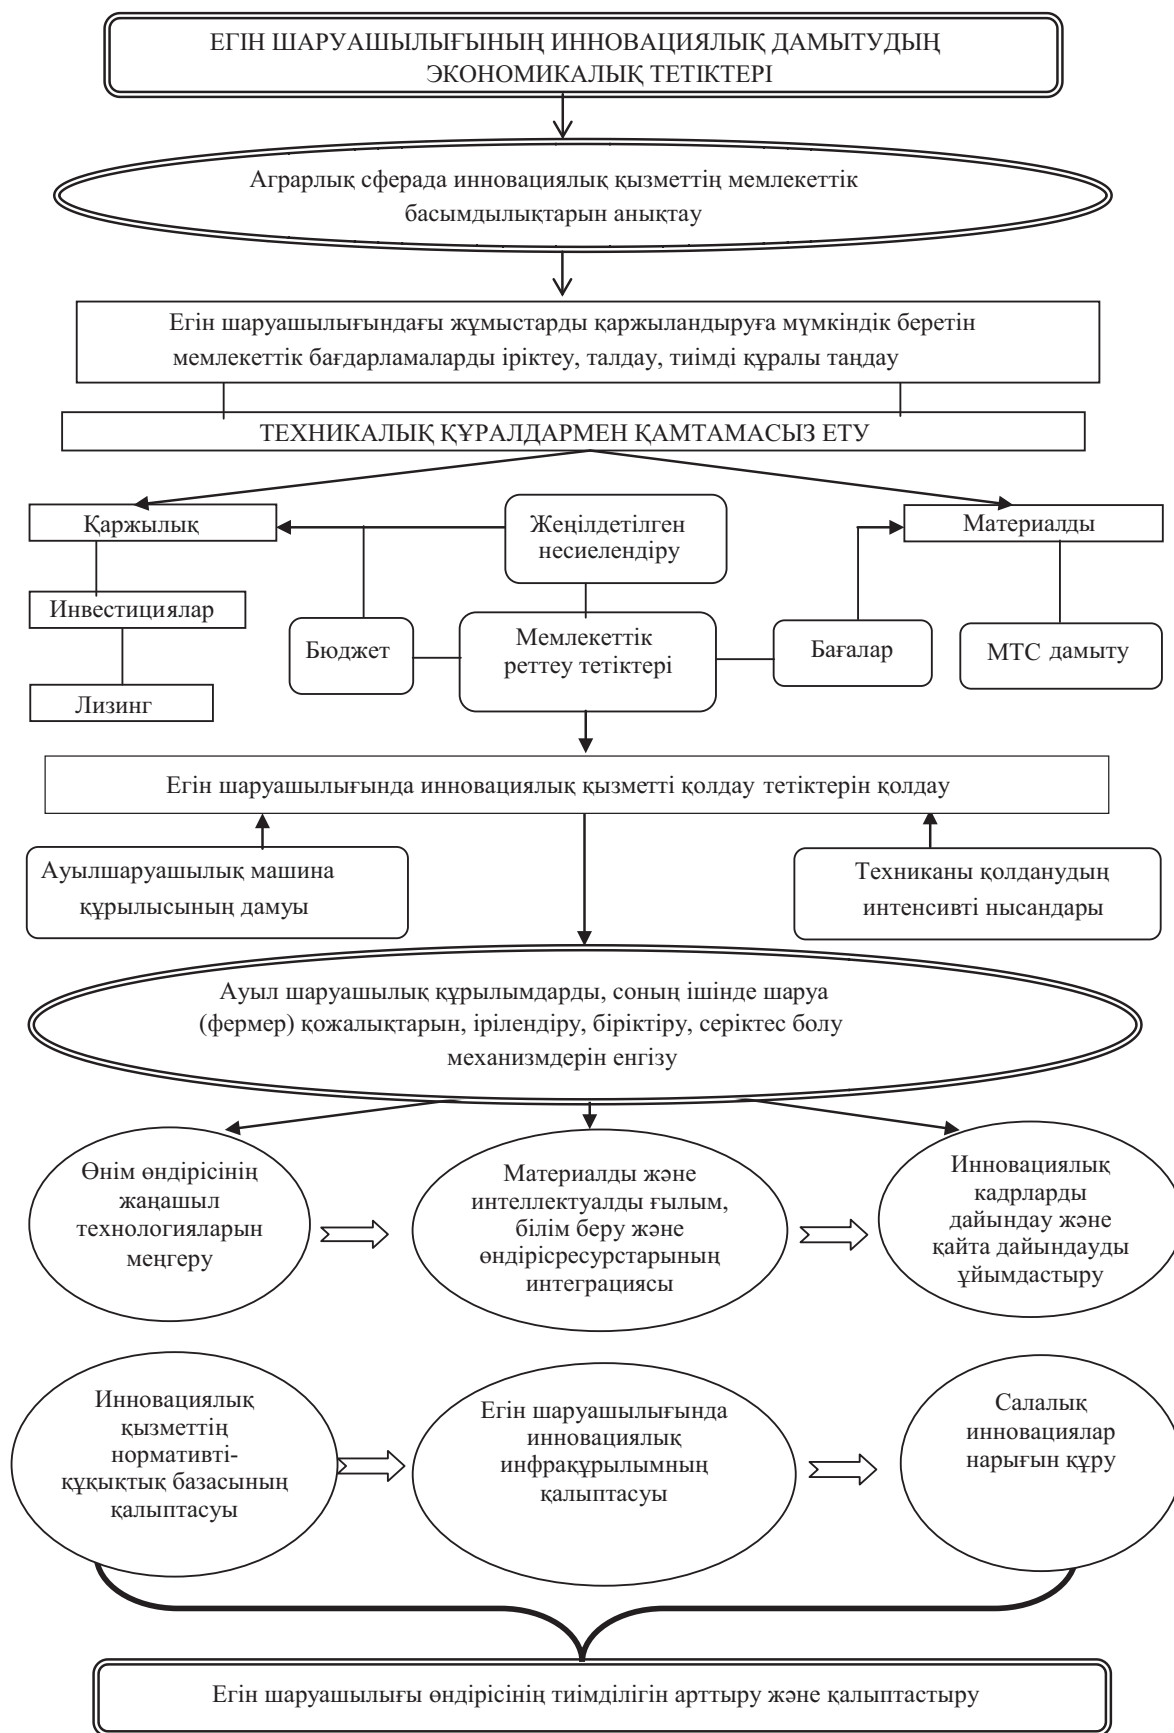 ЕГІН ШАРУАШЫЛЫҒЫНЫҢ ИННОВАЦИЯЛЫҚ ДАМЫТУДЫҢ
ЭКОНОМИКАЛЫҚ ТЕТІКТЕРІ
Аграрлық сферада инновациялық қызметтің мемлекеттік
басымдылықтарын анықтау
Егін шаруашылығындағы жұмыстарды қаржыландыруға мүмкіндік беретін
мемлекеттік бағдарламаларды іріктеу, талдау, тиімді құралы таңдау
ТЕХНИКАЛЫҚ ҚҰРАЛДАРМЕН ҚАМТАМАСЫЗ ЕТУ
Қаржылық
Жеңілдетілген
несиелендіру
Материалды
Инвестициялар
Бюджет
Мемлекеттік
реттеу тетіктері
Бағалар
МТС дамыту
Лизинг
Егін шаруашылығында инновациялық қызметті қолдау тетіктерін қолдау
Ауылшаруашылық машина
құрылысының дамуы
Техниканы қолданудың
интенсивті нысандары
Ауыл шаруашылық құрылымдарды, соның ішінде шаруа
(фермер) қожалықтарын, ірілендіру, біріктіру, серіктес болу
механизмдерін енгізу
Өнім өндірісінің
жаңашыл
технологияларын
меңгеру
Материалды және
интеллектуалды ғылым,
білім беру және
өндірісресурстарының
интеграциясы
Инновациялық
кадрларды
дайындау және
қайта дайындауды
ұйымдастыру
Инновациялық
қызметтің
нормативті-
құқықтық базасының
қалыптасуы
Егін шаруашылығында
инновациялық
инфрақұрылымның
қалыптасуы
Салалық
инновациялар
нарығын құру
Егін шаруашылығы өндірісінің тиімділігін арттыру және қалыптастыру